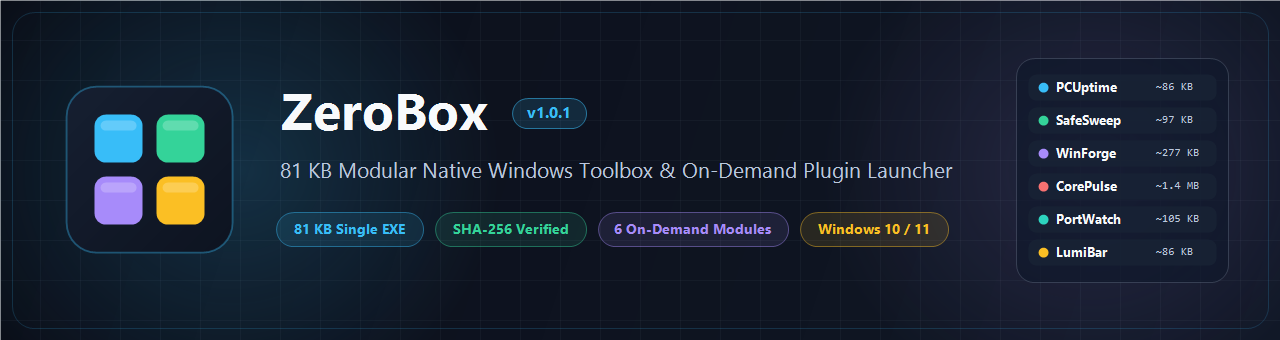 ZeroBox v1.0.1
81 KB Modular Native Windows Toolbox & On-Demand Plugin Launcher
81 KB Single EXE SHA-256 Verified 6 On-Demand Modules Windows 10 / 11
PCUptime ~86 KB
SafeSweep ~97 KB
WinForge ~277 KB
CorePulse ~1.4 MB
PortWatch ~105 KB
LumiBar ~86 KB